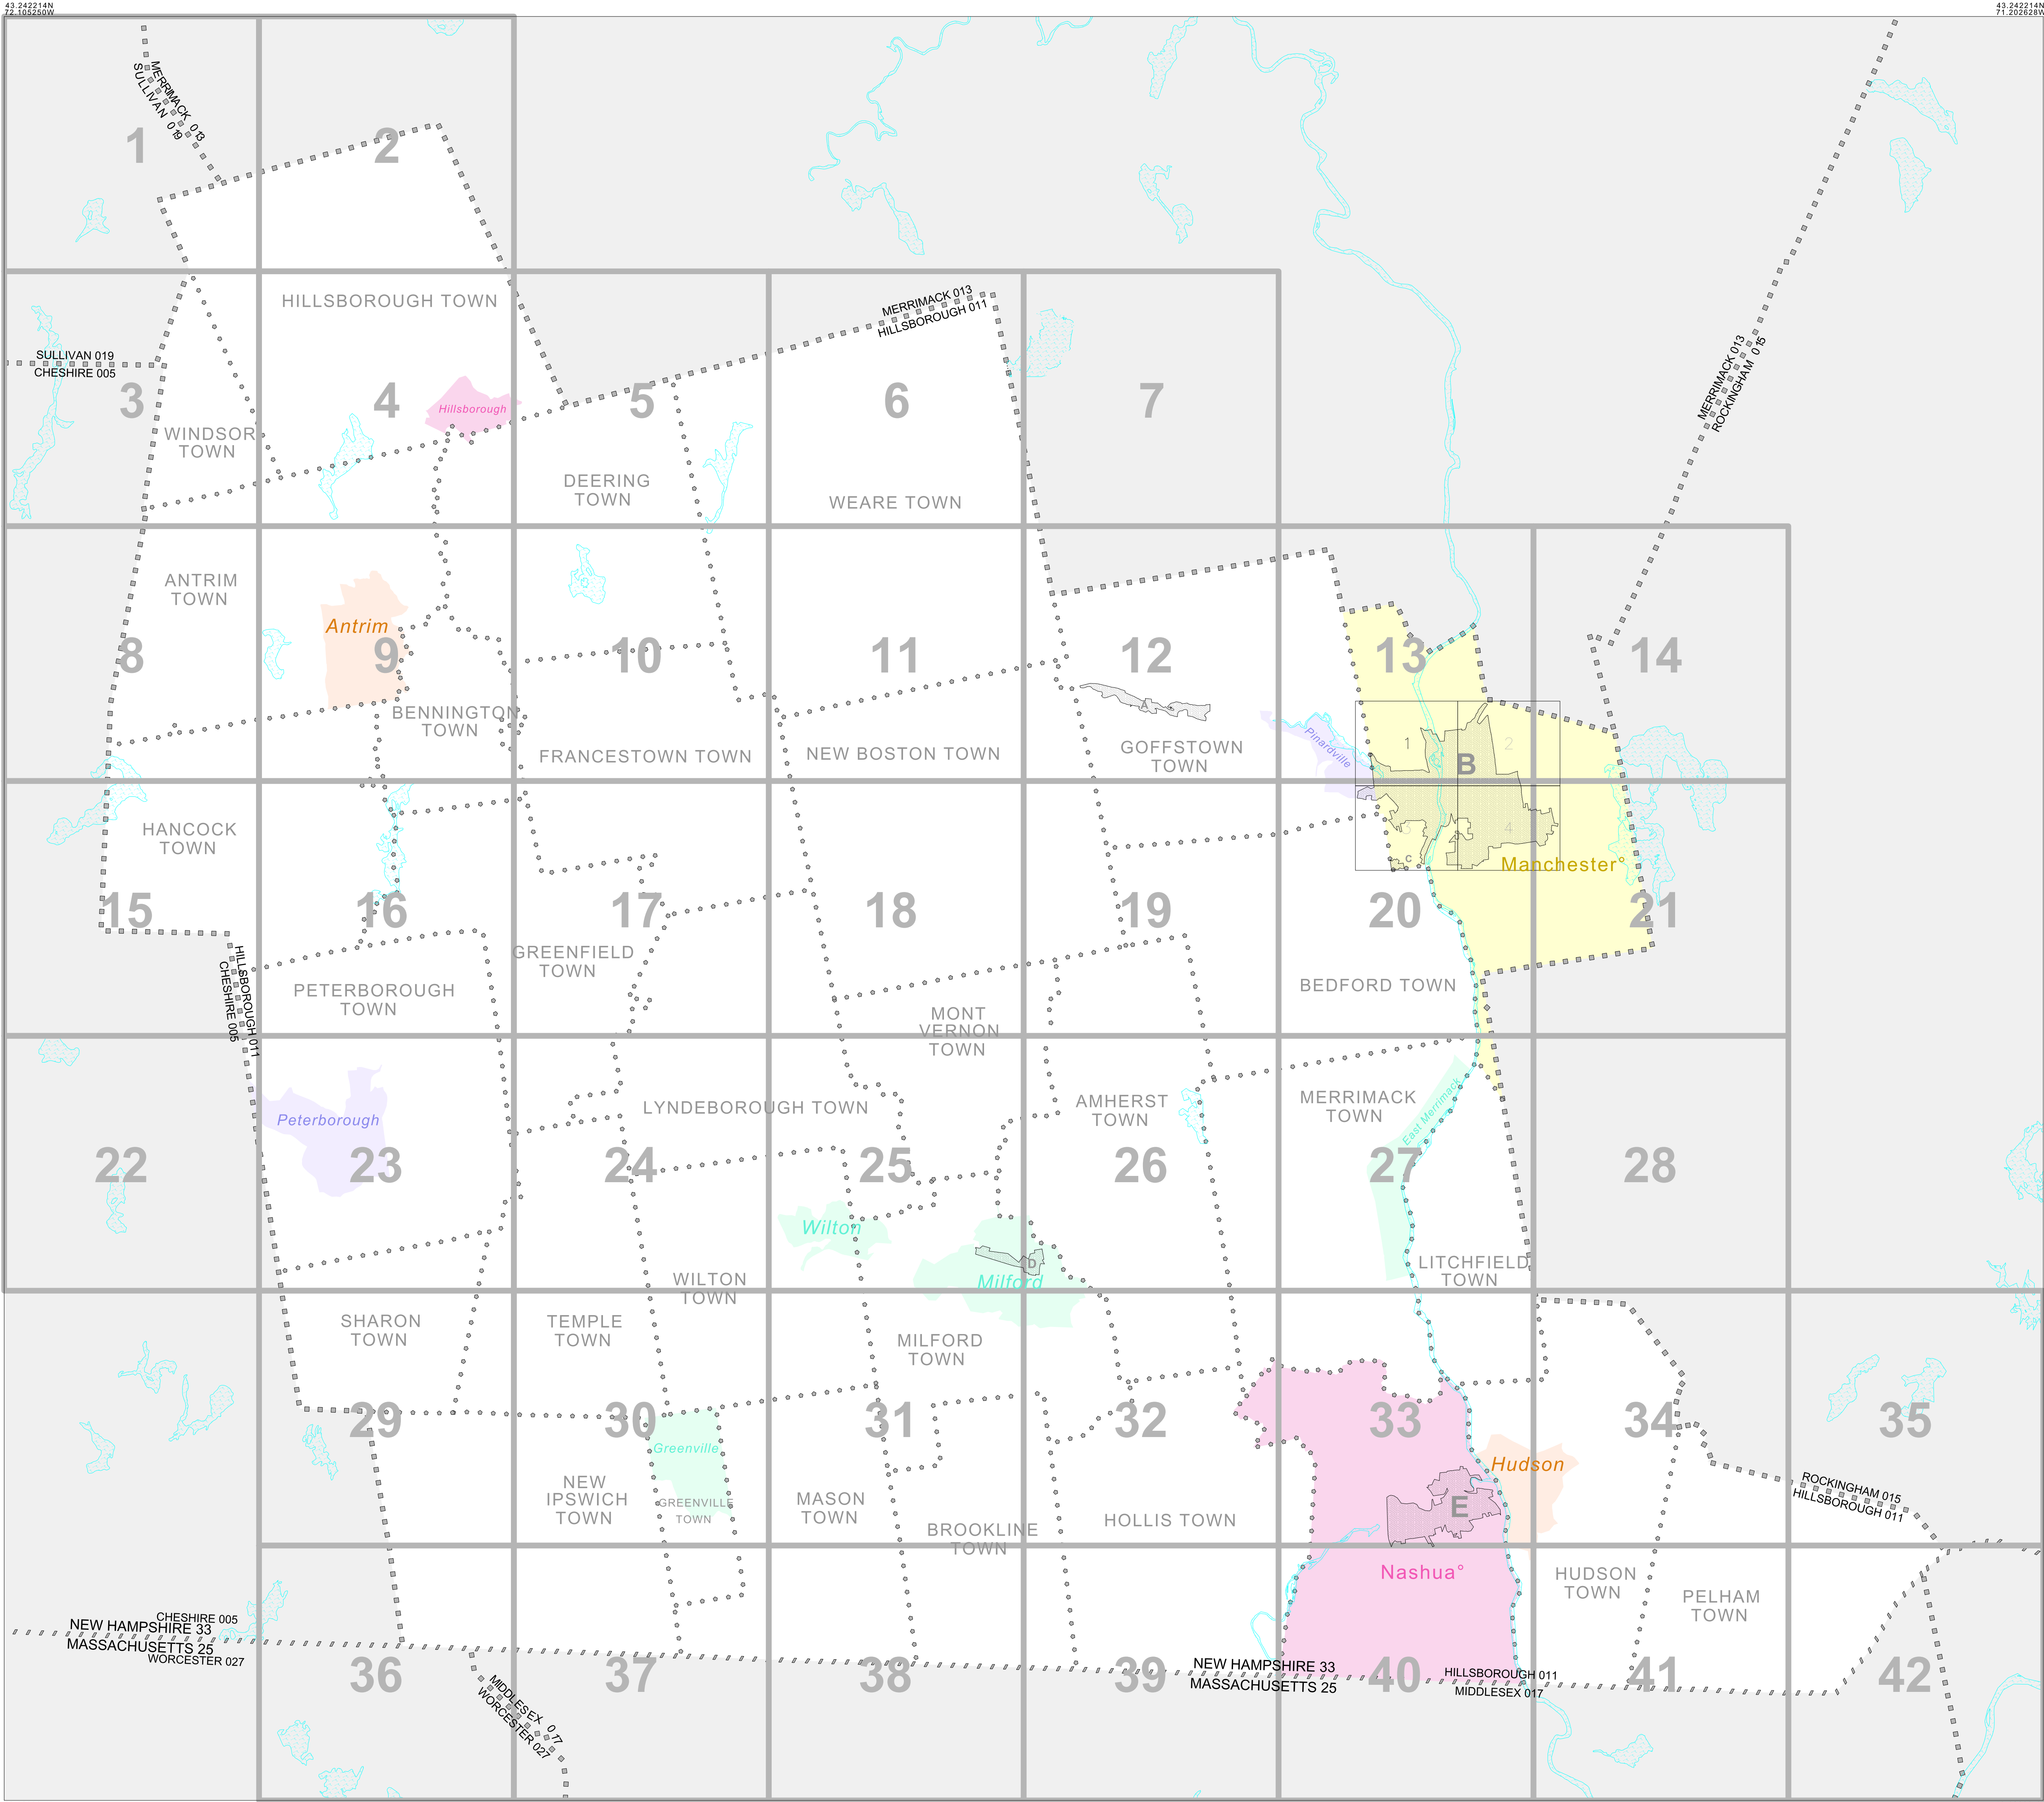 43.242214N
72.105250W
43.242214N
71.202628W
MERRIMACK 013
SULLIVAN 019
1
2
HILLSBOROUGH TOWN
MERRIMACK 013
HILLSBOROUGH 011
SULLIVAN 019
CHESHIRE 005
MERRIMACK 013
ROCKINGHAM 015
3
4
5
6
7
Hillsborough
WINDSOR
TOWN
DEERING
TOWN
WEARE TOWN
ANTRIM
TOWN
Antrim
8
9
10
11
12
13
14
BENNINGTON
TOWN
FRANCESTOWN TOWN
NEW BOSTON TOWN
GOFFSTOWN
TOWN
A
Pinardville
1
2
B
3
4
c
Manchester°
HANCOCK
TOWN
15
16
17
18
19
20
21
GREENFIELD
TOWN
HILLSBOROUGH 011
CHESHIRE 005
PETERBOROUGH
TOWN
BEDFORD TOWN
MONT
VERNON
TOWN
Peterborough
LYNDEBOROUGH TOWN
AMHERST
TOWN
MERRIMACK
TOWN
East Merrimack
22
23
24
25
26
27
28
Wilton
WILTON
TOWN
D
Milford
LITCHFIELD
TOWN
SHARON
TOWN
TEMPLE
TOWN
MILFORD
TOWN
29
30
31
32
33
34
35
Greenville
Hudson
NEW
IPSWICH
TOWN
GREENVILLE
TOWN
MASON
TOWN
BROOKLINE
TOWN
HOLLIS TOWN
E
ROCKINGHAM 015
HILLSBOROUGH 011
Nashua°
HUDSON
TOWN
PELHAM
TOWN
CHESHIRE 005
NEW HAMPSHIRE 33
MASSACHUSETTS 25
WORCESTER 027
NEW HAMPSHIRE 33
MASSACHUSETTS 25
HILLSBOROUGH 011
MIDDLESEX 017
36
37
38
39
40
41
42
MIDDLESEX 017
WORCESTER 027